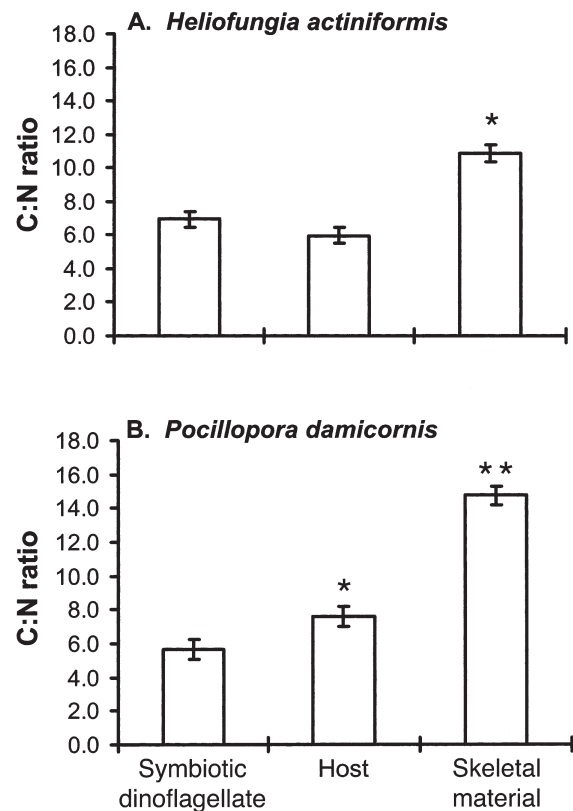 A. Heliofungia actiniformis
18.0
16.0
14.0
12.0
10.0
8.0
6.0
4.0
2.0
0.0
C:N ratio
*
B. Pocillopora damicornis
18.0
16.0
14.0
12.0
10.0
8.0
6.0
4.0
2.0
0.0
C:N ratio
*
**
Symbiotic
dinoflagellate
Host
Skeletal
material